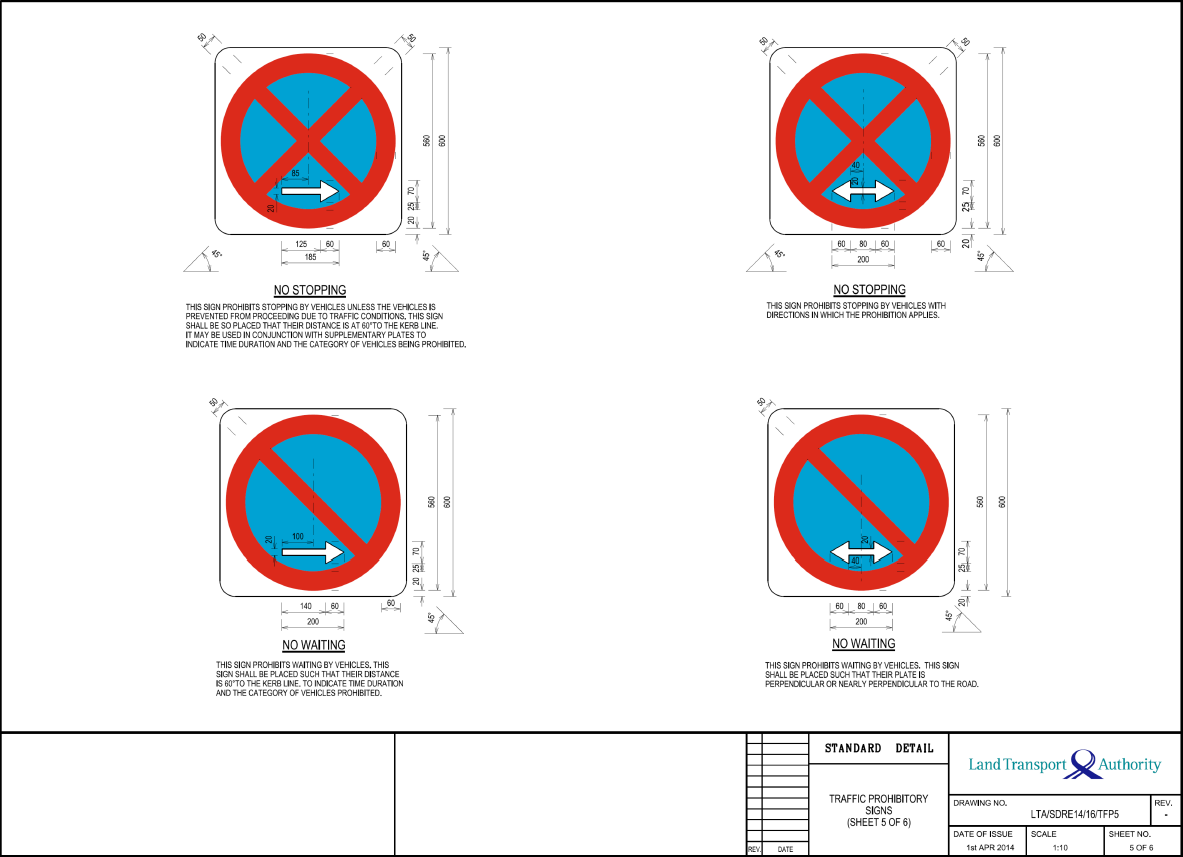 50
50
560
600
85
20
70
25
20
125
60
60
185
45°
45°
NO STOPPING
THIS SIGN PROHIBITS STOPPING BY VEHICLES UNLESS THE VEHICLES IS
PREVENTED FROM PROCEEDING DUE TO TRAFFIC CONDITIONS. THIS SIGN
SHALL BE SO PLACED THAT THEIR DISTANCE IS AT 60°TO THE KERB LINE.
IT MAY BE USED IN CONJUNCTION WITH SUPPLEMENTARY PLATES TO
INDICATE TIME DURATION AND THE CATEGORY OF VEHICLES BEING PROHIBITED.
50
50
560
600
40
20
70
25
20
60
80
60
60
200
45°
45°
NO STOPPING
THIS SIGN PROHIBITS STOPPING BY VEHICLES WITH
DIRECTIONS IN WHICH THE PROHIBITION APPLIES.
50
560
600
20
100
70
25
20
140
60
60
200
45°
NO WAITING
THIS SIGN PROHIBITS WAITING BY VEHICLES. THIS
SIGN SHALL BE PLACED SUCH THAT THEIR DISTANCE
IS 60°TO THE KERB LINE. TO INDICATE TIME DURATION
AND THE CATEGORY OF VEHICLES PROHIBITED.
50
560
600
20
40
70
25
20
60
80
60
200
45°
NO WAITING
THIS SIGN PROHIBITS WAITING BY VEHICLES. THIS SIGN
SHALL BE PLACED SUCH THAT THEIR PLATE IS
PERPENDICULAR OR NEARLY PERPENDICULAR TO THE ROAD.
REV.
DATE
STANDARD DETAIL
TRAFFIC PROHIBITORY
SIGNS
(SHEET 5 OF 6)
Land Transport Authority
DRAWING NO.
LTA/SDRE14/16/TFP5
REV.
-
DATE OF ISSUE
1st APR 2014
SCALE
1:10
SHEET NO.
5 OF 6